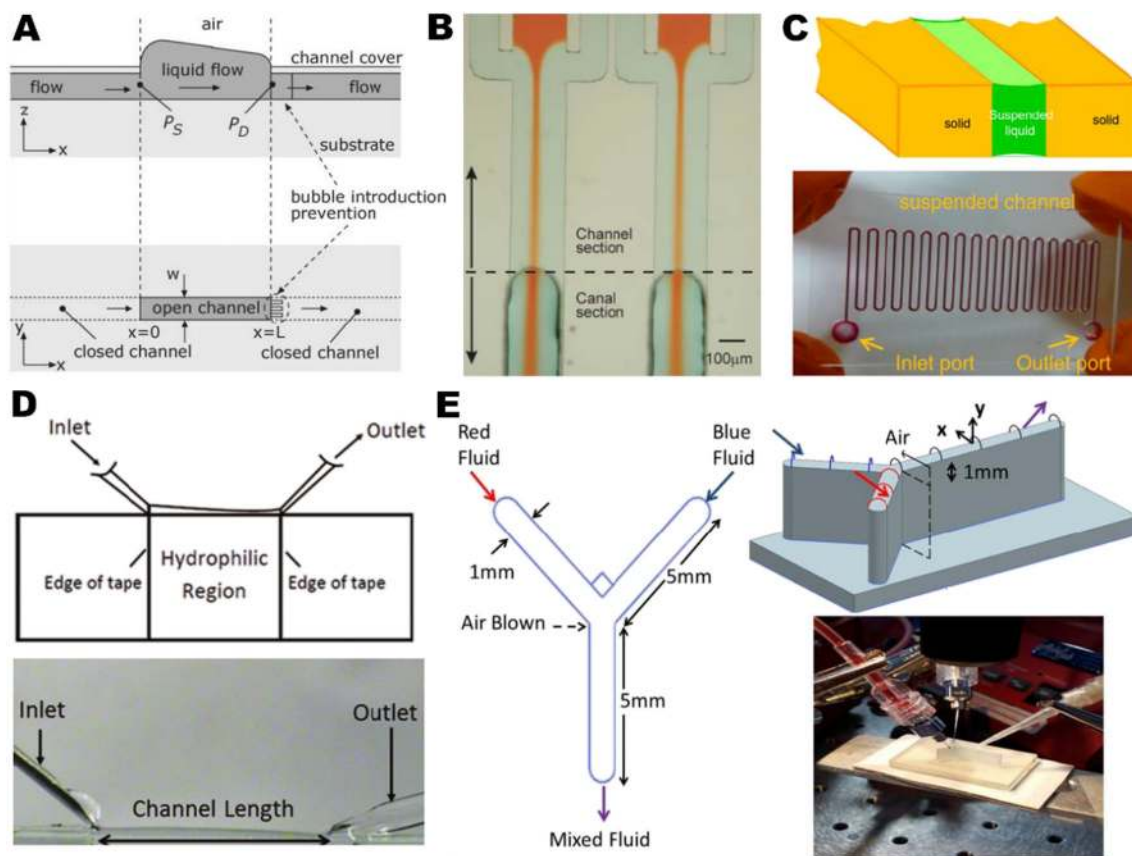 A
air
channel cover
liquid flow
flow
flow
P_S
P_D
z
x
substrate
bubble introduction
prevention
w
open channel
x=0
x=L
y
x
closed channel
closed channel
B
Channel
section
Canal
section
100μm
C
solid
Suspended
liquid
solid
suspended channel
Inlet port
Outlet port
D
Inlet
Outlet
Hydrophilic
Region
Edge of tape
Edge of tape
Inlet
Outlet
Channel Length
E
Red
Fluid
Blue
Fluid
1mm
5mm
Air Blown
5mm
Mixed Fluid
Air
x
y
1mm